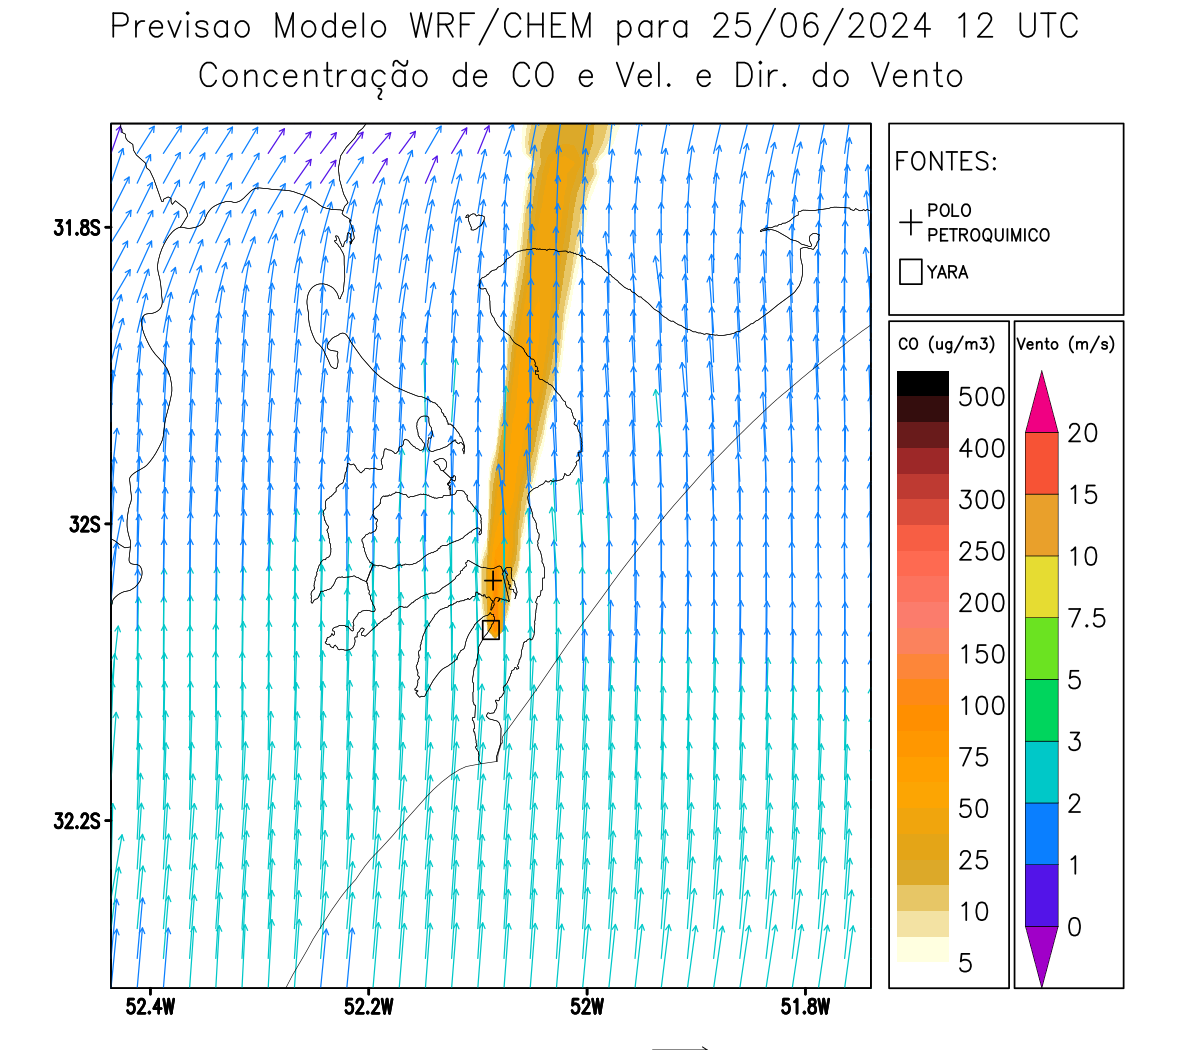 Previsao Modelo WRF/CHEM para 25/06/2024 12 UTC
Concentração de CO e Vel. e Dir. do Vento
FONTES:
POLO
PETROQUIMICO
YARA
CO (ug/m3)
500
400
300
250
200
150
100
75
50
25
10
5
Vento (m/s)
20
15
10
7.5
5
3
2
1
0
31.8S
32S
32.2S
52.4W
52.2W
52W
51.8W